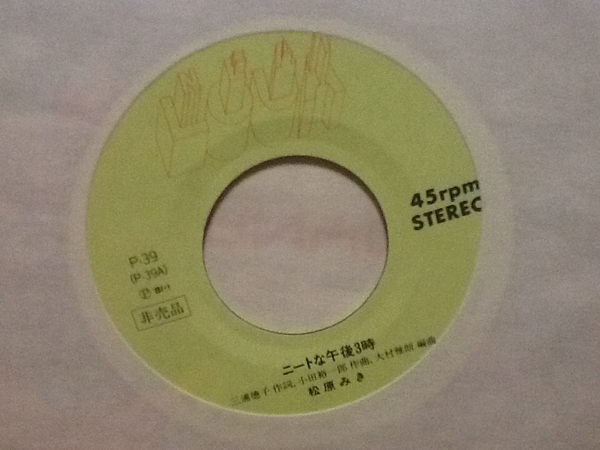 45rpm
STEREO
P-39
(P-39A)
非売品
ニートな午後3時
三浦徳子 作詞, 小田裕一郎 作曲, 大村雅朗 編曲
松原みき